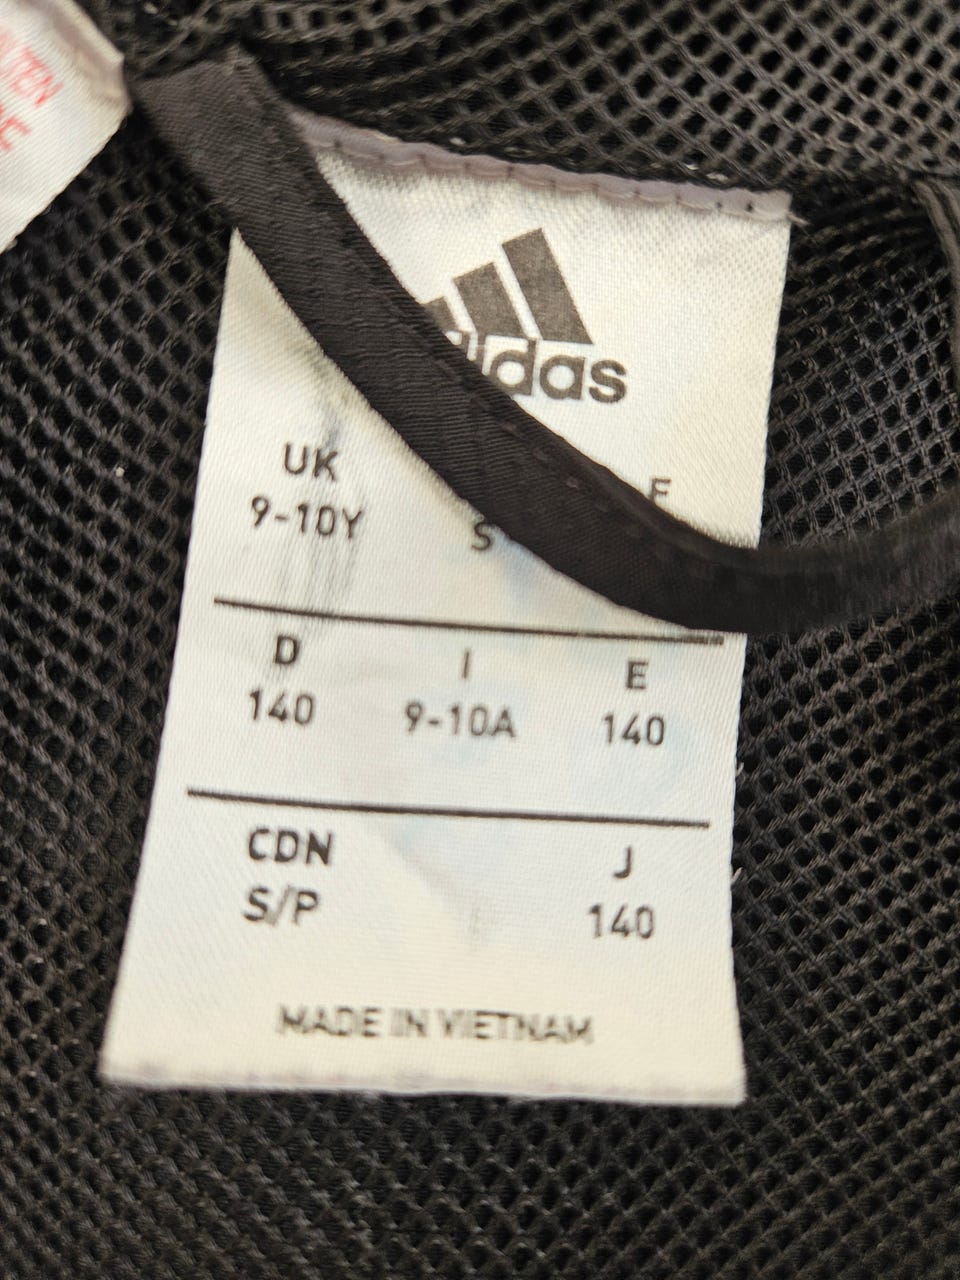 adidas
UK F
9-10Y S
D I E
140 9-10A 140
CDN J
S/P 140
MADE IN VIETNAM